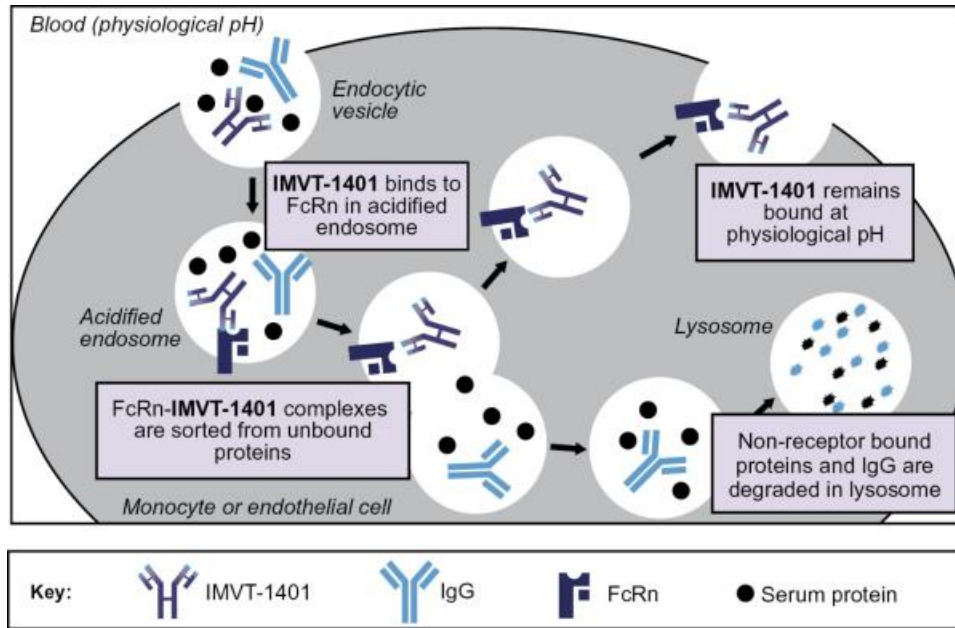 Blood (physiological pH)
Endocytic
vesicle
IMVT-1401 binds to
FcRn in acidified
endosome
IMVT-1401 remains
bound at
physiological pH
Acidified
endosome
Lysosome
FcRn-IMVT-1401 complexes
are sorted from unbound
proteins
Non-receptor bound
proteins and IgG are
degraded in lysosome
Monocyte or endothelial cell
Key: IMVT-1401 IgG FcRn Serum protein